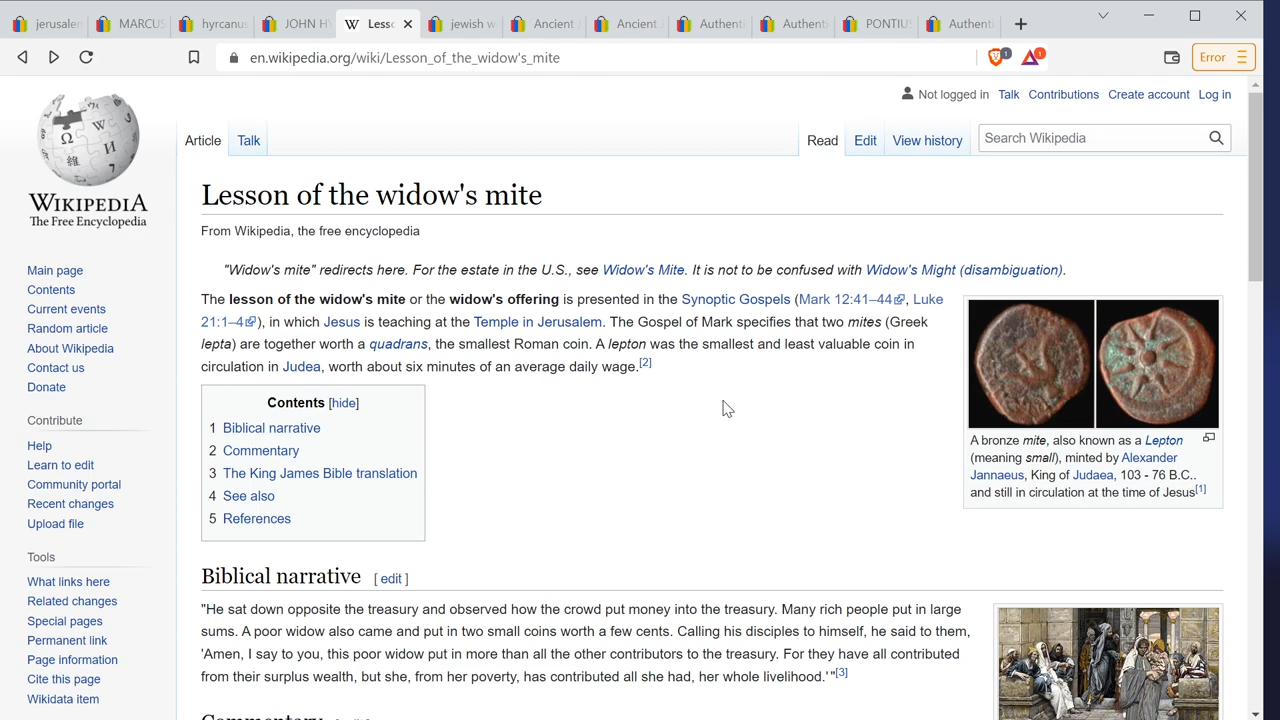 jerusalen
MARCUS
hyrcanus
JOHN HY
Lesso
jewish w
Ancient J
Ancient J
Authenti
Authentic
PONTIUS
Authenti
en.wikipedia.org/wiki/Lesson_of_the_widow's_mite
1
1
Error
Not logged in Talk Contributions Create account Log in
Article Talk Read Edit View history Search Wikipedia
WIKIPEDIA
The Free Encyclopedia
Main page
Contents
Current events
Random article
About Wikipedia
Contact us
Donate
Contribute
Help
Learn to edit
Community portal
Recent changes
Upload file
Tools
What links here
Related changes
Special pages
Permanent link
Page information
Cite this page
Wikidata item
Lesson of the widow's mite
From Wikipedia, the free encyclopedia
"Widow's mite" redirects here. For the estate in the U.S., see Widow's Mite. It is not to be confused with Widow's Might (disambiguation).
The lesson of the widow's mite or the widow's offering is presented in the Synoptic Gospels (Mark 12:41–44, Luke
21:1–4), in which Jesus is teaching at the Temple in Jerusalem. The Gospel of Mark specifies that two mites (Greek
lepta) are together worth a quadrans, the smallest Roman coin. A lepton was the smallest and least valuable coin in
circulation in Judea, worth about six minutes of an average daily wage.[2]
A bronze mite, also known as a Lepton
(meaning small), minted by Alexander
Jannaeus, King of Judaea, 103 - 76 B.C..
and still in circulation at the time of Jesus[1]
Contents [hide]
1 Biblical narrative
2 Commentary
3 The King James Bible translation
4 See also
5 References
Biblical narrative [ edit ]
"He sat down opposite the treasury and observed how the crowd put money into the treasury. Many rich people put in large
sums. A poor widow also came and put in two small coins worth a few cents. Calling his disciples to himself, he said to them,
'Amen, I say to you, this poor widow put in more than all the other contributors to the treasury. For they have all contributed
from their surplus wealth, but she, from her poverty, has contributed all she had, her whole livelihood.'"[3]
Commentary